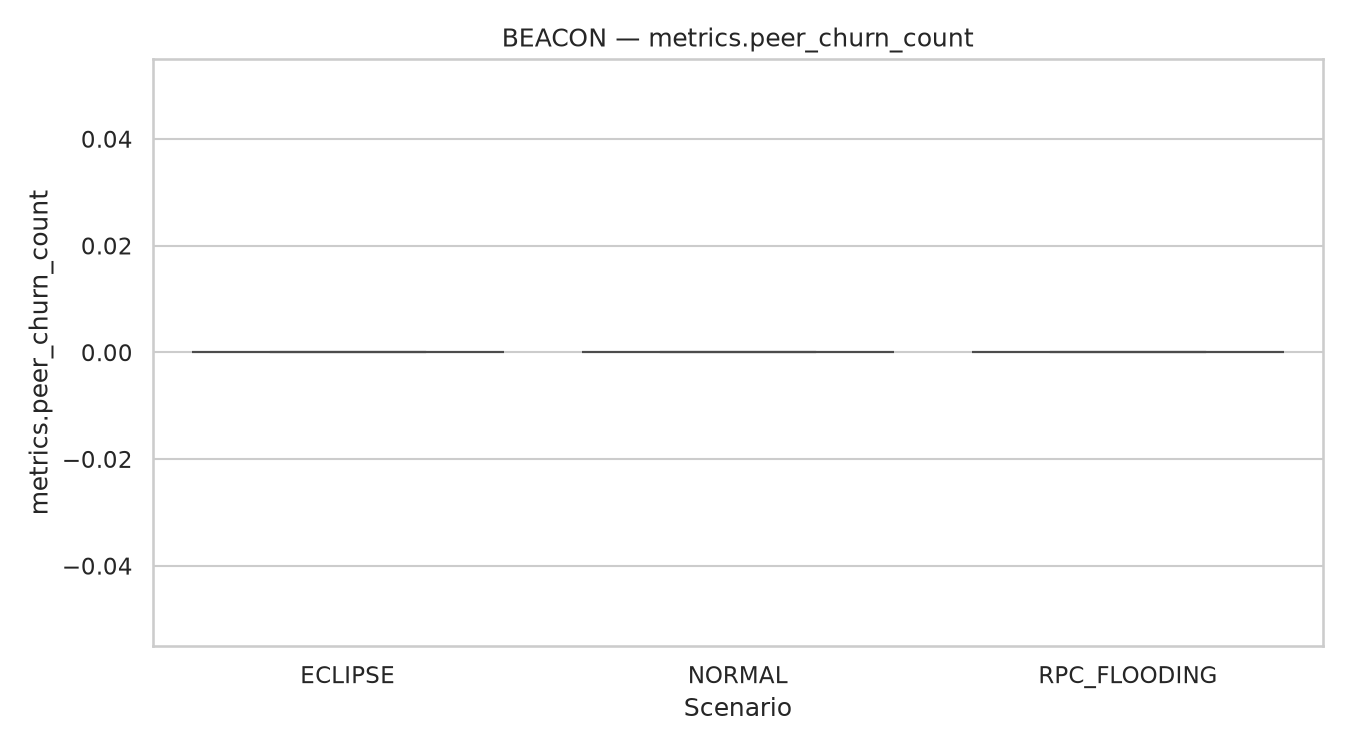 BEACON — metrics.peer_churn_count
metrics.peer_churn_count
0.04
0.02
0.00
−0.02
−0.04
ECLIPSE
NORMAL
RPC_FLOODING
Scenario